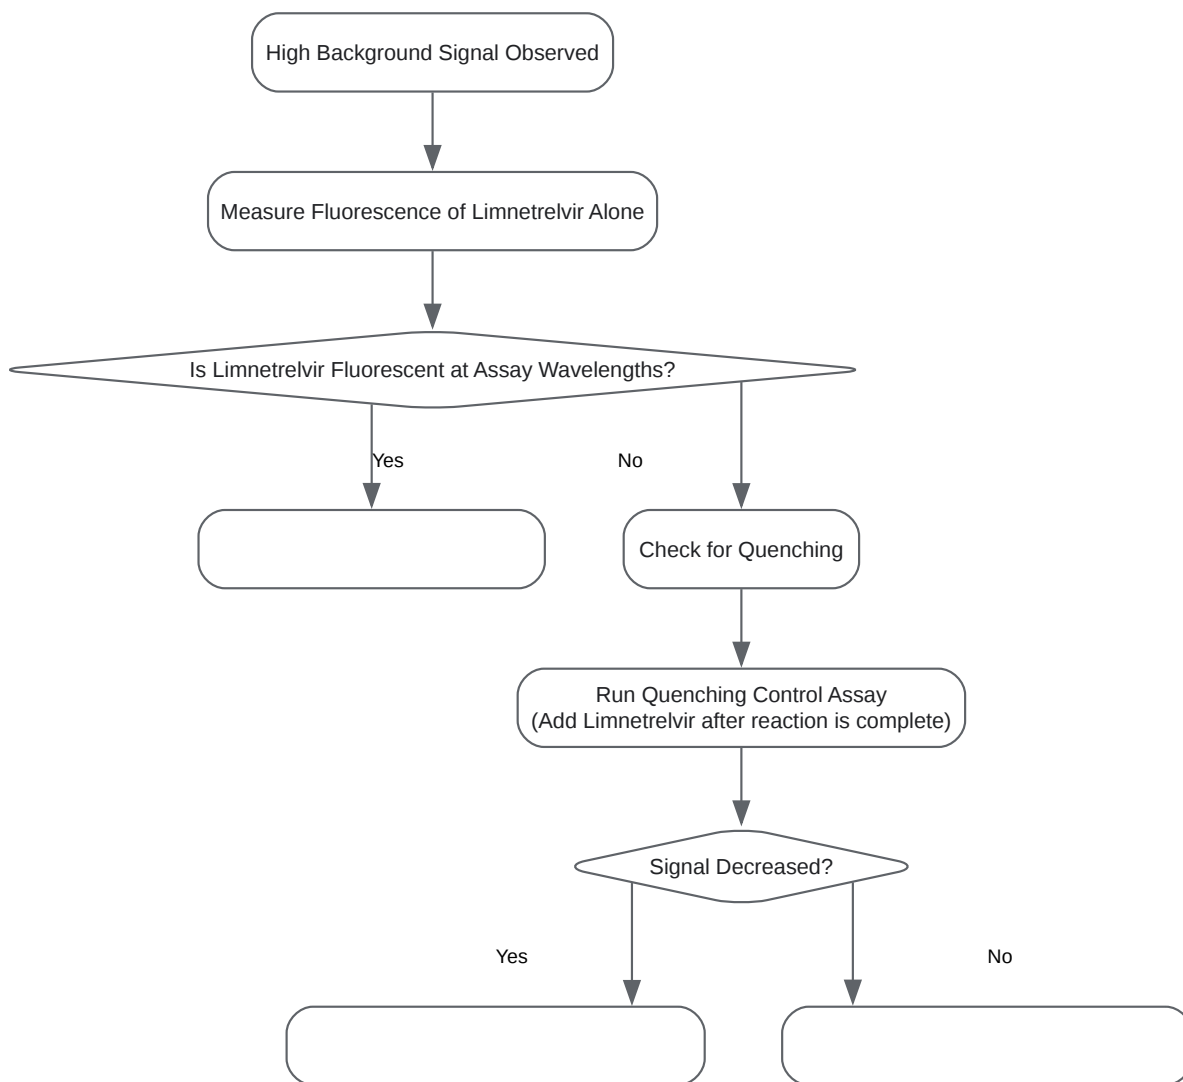 High Background Signal Observed
Measure Fluorescence of Limnetrelvir Alone
Is Limnetrelvir Fluorescent at Assay Wavelengths?
Yes
No
Check for Quenching
Run Quenching Control Assay
(Add Limnetrelvir after reaction is complete)
Signal Decreased?
Yes
No